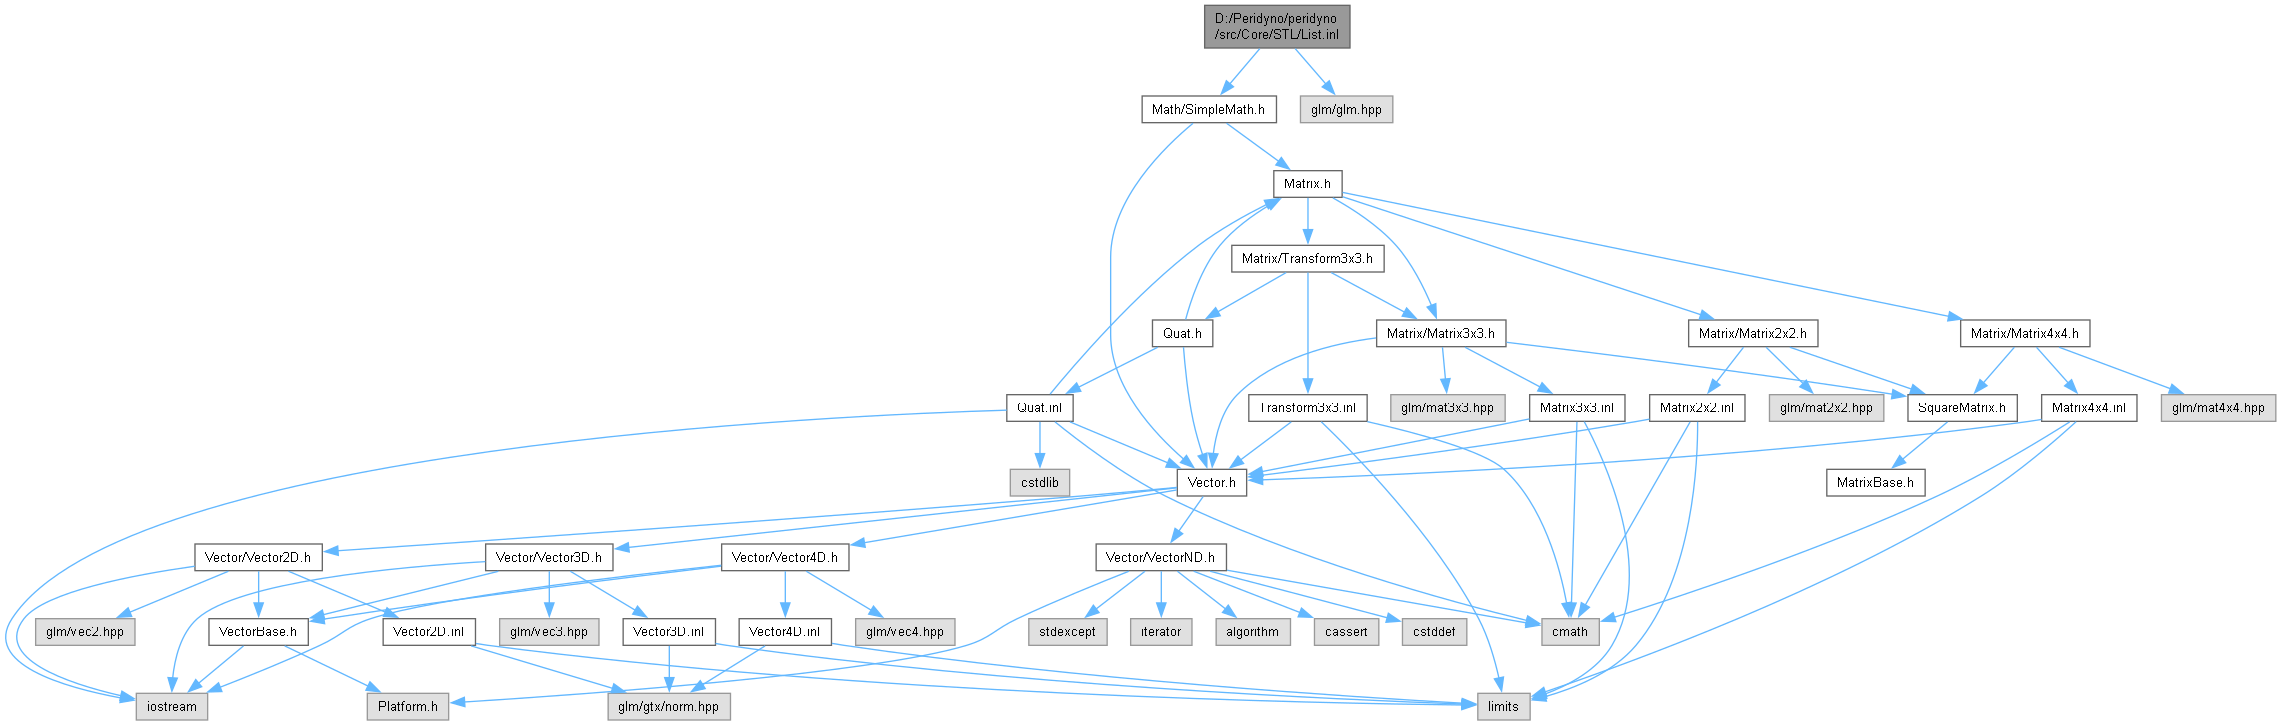 D:/Peridyno/peridyno
/src/Core/STL/List.inl
Math/SimpleMath.h
glm/glm.hpp
Matrix.h
Matrix/Transform3x3.h
Quat.h
Matrix/Matrix3x3.h
Matrix/Matrix2x2.h
Matrix/Matrix4x4.h
Quat.inl
Transform3x3.inl
glm/mat3x3.hpp
Matrix3x3.inl
Matrix2x2.inl
glm/mat2x2.hpp
SquareMatrix.h
Matrix4x4.inl
glm/mat4x4.hpp
cstdlib
Vector.h
MatrixBase.h
Vector/Vector2D.h
Vector/Vector3D.h
Vector/Vector4D.h
Vector/VectorND.h
glm/vec2.hpp
VectorBase.h
Vector2D.inl
glm/vec3.hpp
Vector3D.inl
Vector4D.inl
glm/vec4.hpp
stdexcept
iterator
algorithm
cassert
cstddef
cmath
iostream
Platform.h
glm/gtx/norm.hpp
limits